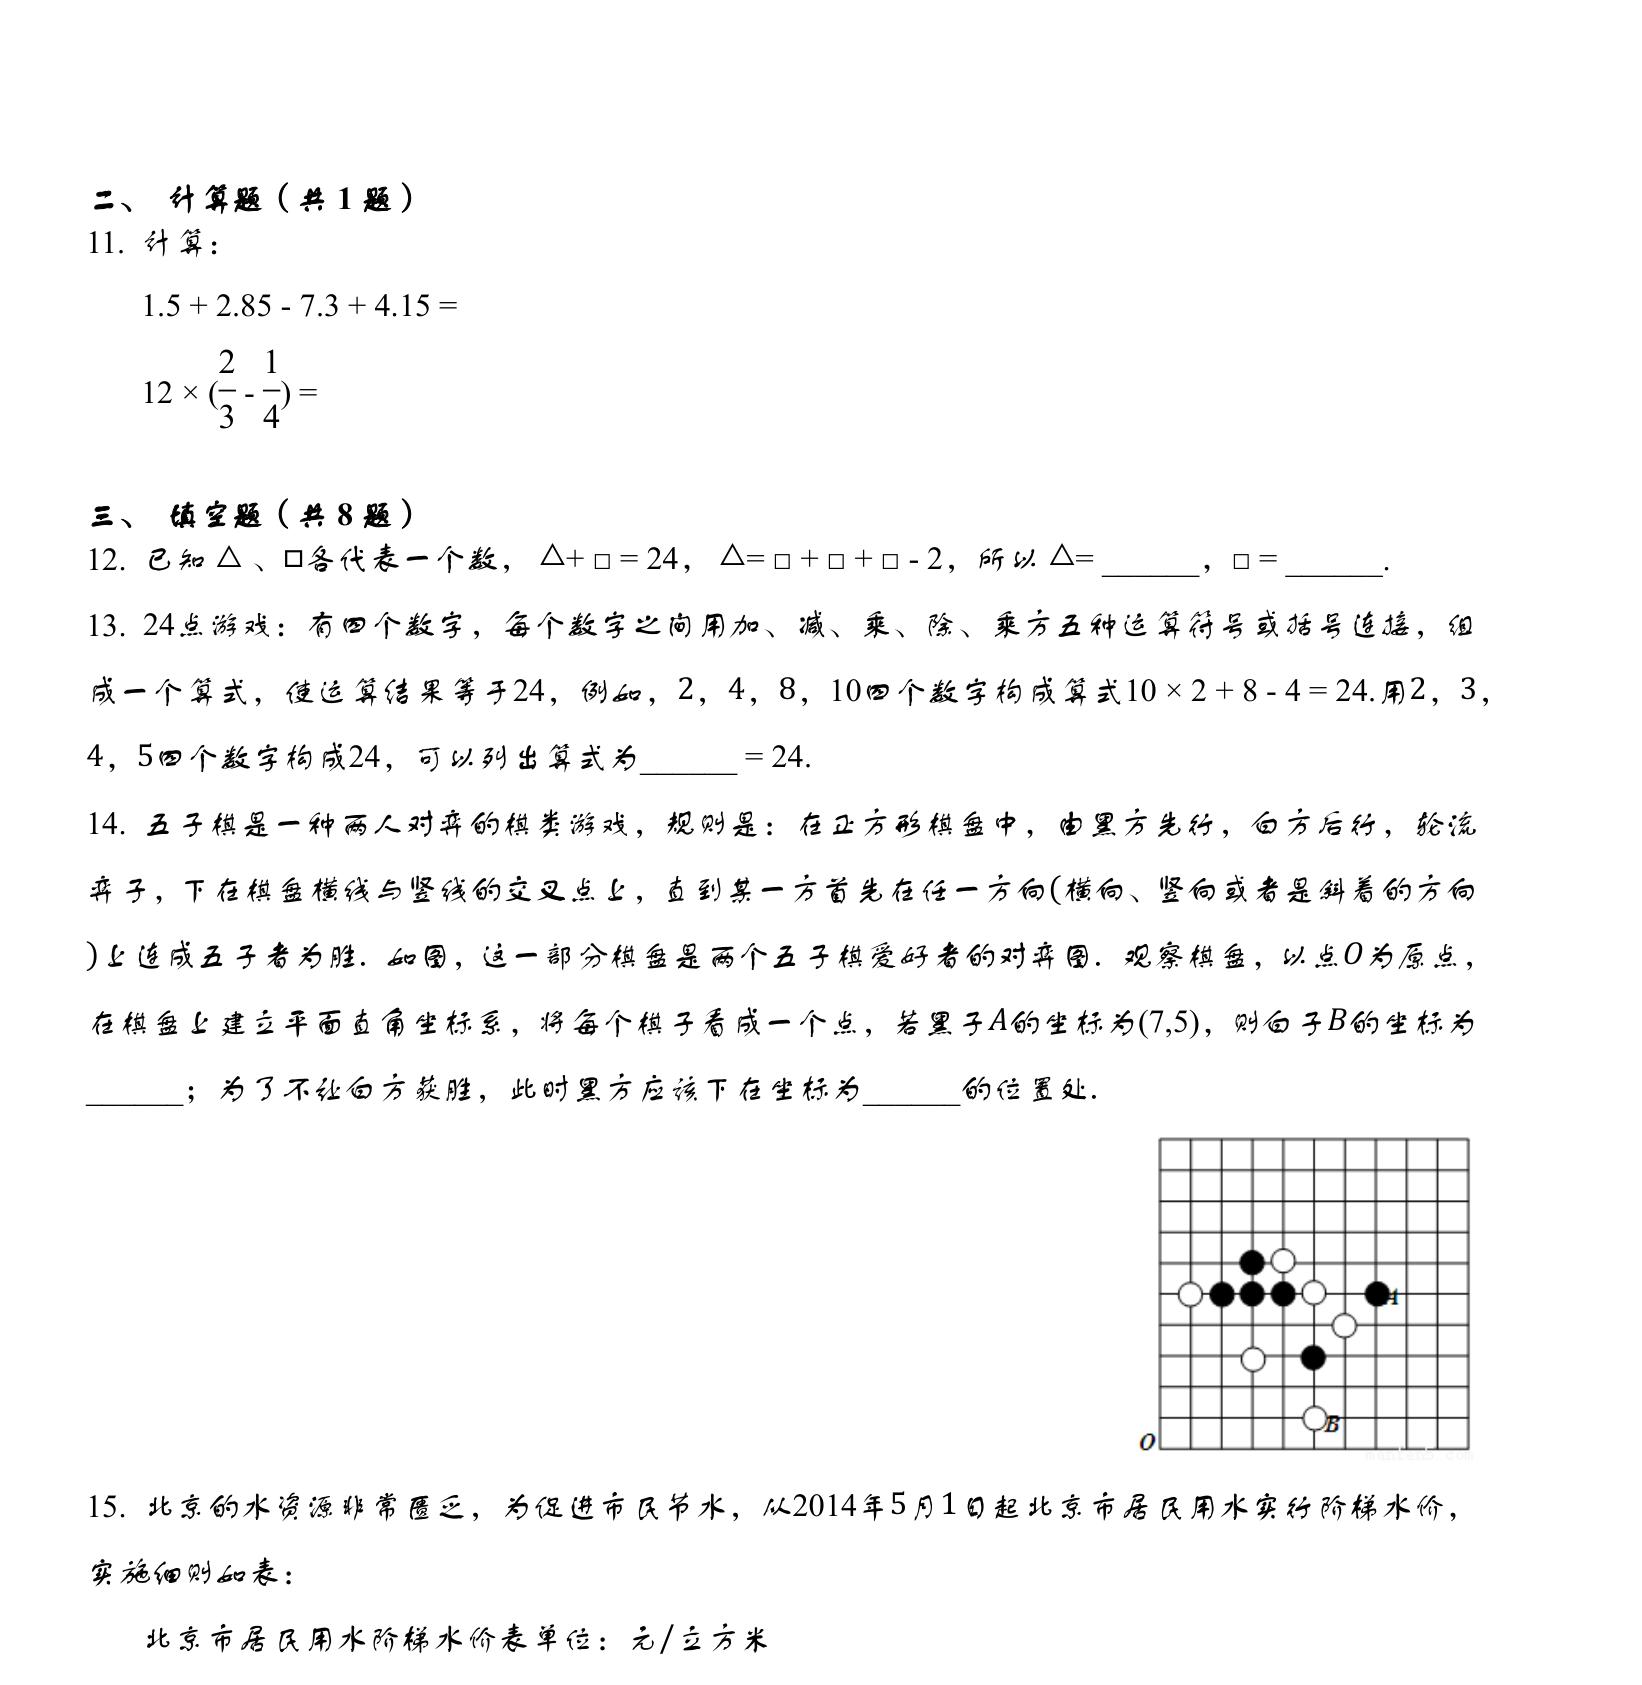 二、 计算题（共 1 题）
11. 计算：
1.5 + 2.85 - 7.3 + 4.15 =
12 × (2/3 - 1/4) =
三、 填空题（共 8 题）
12. 已知 △ 、□各代表一个数， △+ □ = 24， △= □ + □ + □ - 2，所以 △= ______，□ = ______.
13. 24点游戏：有四个数字，每个数字之间用加、减、乘、除、乘方五种运算符号或括号连接，组
成一个算式，使运算结果等于24，例如，2，4，8，10四个数字构成算式10 × 2 + 8 - 4 = 24.用2，3，
4，5四个数字构成24，可以列出算式为______ = 24.
14. 五子棋是一种两人对弈的棋类游戏，规则是：在正方形棋盘中，由黑方先行，白方后行，轮流
弈子，下在棋盘横线与竖线的交叉点上，直到某一方首先在任一方向(横向、竖向或者是斜着的方向
)上连成五子者为胜．如图，这一部分棋盘是两个五子棋爱好者的对弈图．观察棋盘，以点O为原点，
在棋盘上建立平面直角坐标系，将每个棋子看成一个点，若黑子A的坐标为(7,5)，则白子B的坐标为
______；为了不让白方获胜，此时黑方应该下在坐标为______的位置处．
A
B
O
15. 北京的水资源非常匮乏，为促进市民节水，从2014年5月1日起北京市居民用水实行阶梯水价，
实施细则如表：
北京市居民用水阶梯水价表单位：元/立方米